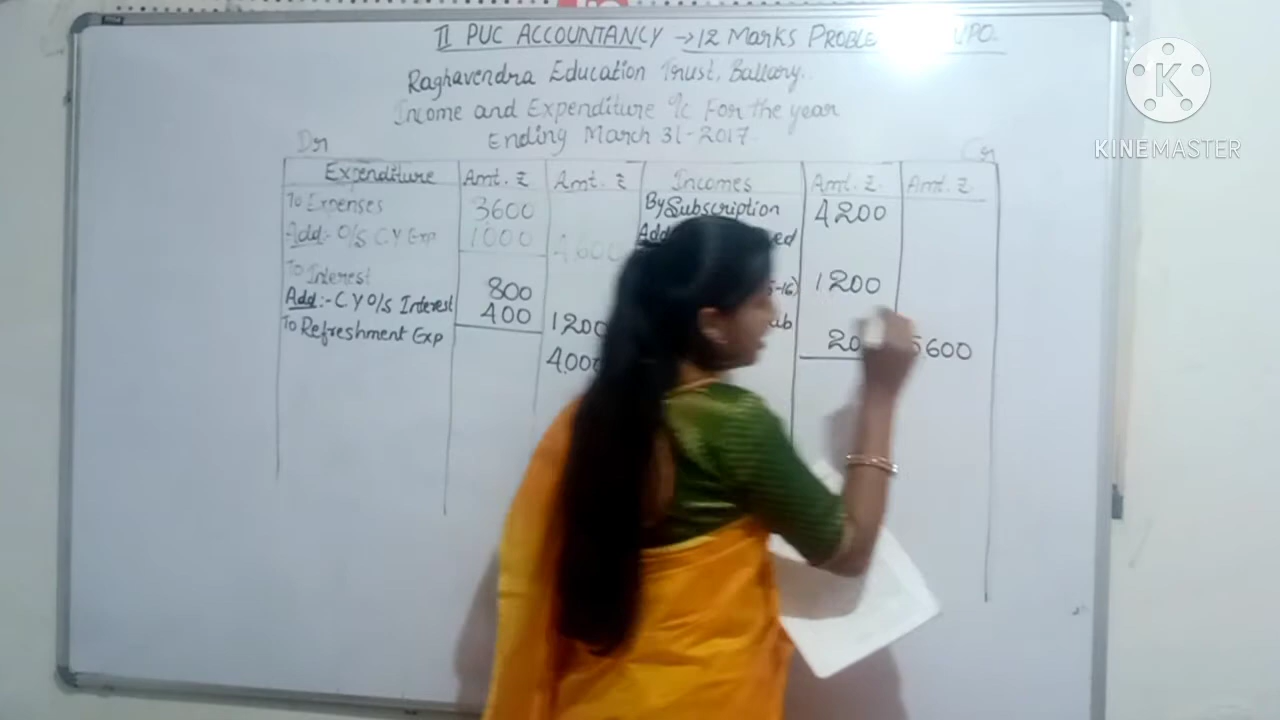 II PUC ACCOUNTANCY → 12 MARKS PROBLE
Raghavendra Education Trust, Ballary.
Income and Expenditure a/c For the year
Ending March 31-2017.
Dr Cr
Expenditure Amt. ₹ Amt. ₹ Incomes Amt. ₹ Amt. ₹
To Expenses 3600 By Subscription 4200
Add:- O/S C.Y Exp 1000 4600 Add
To Interest 1200
Add:- C Y O/S Interest 800
400 1200
To Refreshment Exp 4000 5600
K
KINEMASTER